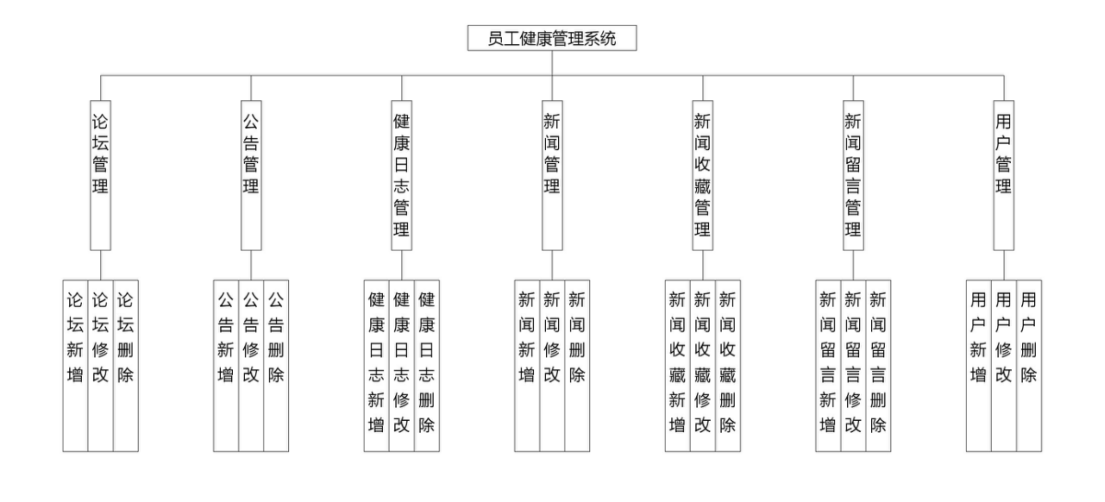 员工健康管理系统
论坛管理
公告管理
健康日志管理
新闻管理
新闻收藏管理
新闻留言管理
用户管理
论坛新增
论坛修改
论坛删除
公告新增
公告修改
公告删除
健康日志新增
健康日志修改
健康日志删除
新闻新增
新闻修改
新闻删除
新闻收藏新增
新闻收藏修改
新闻收藏删除
新闻留言新增
新闻留言修改
新闻留言删除
用户新增
用户修改
用户删除